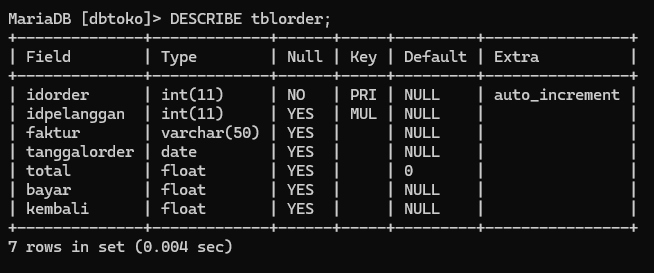 MariaDB [dbtoko]> DESCRIBE tblorder;
+--------------+-------------+------+-----+---------+----------------+
| Field        | Type        | Null | Key | Default | Extra          |
+--------------+-------------+------+-----+---------+----------------+
| idorder      | int(11)     | NO   | PRI | NULL    | auto_increment |
| idpelanggan  | int(11)     | YES  | MUL | NULL    |                |
| faktur       | varchar(50) | YES  |     | NULL    |                |
| tanggalorder | date        | YES  |     | NULL    |                |
| total        | float       | YES  |     | 0       |                |
| bayar        | float       | YES  |     | NULL    |                |
| kembali      | float       | YES  |     | NULL    |                |
+--------------+-------------+------+-----+---------+----------------+
7 rows in set (0.004 sec)